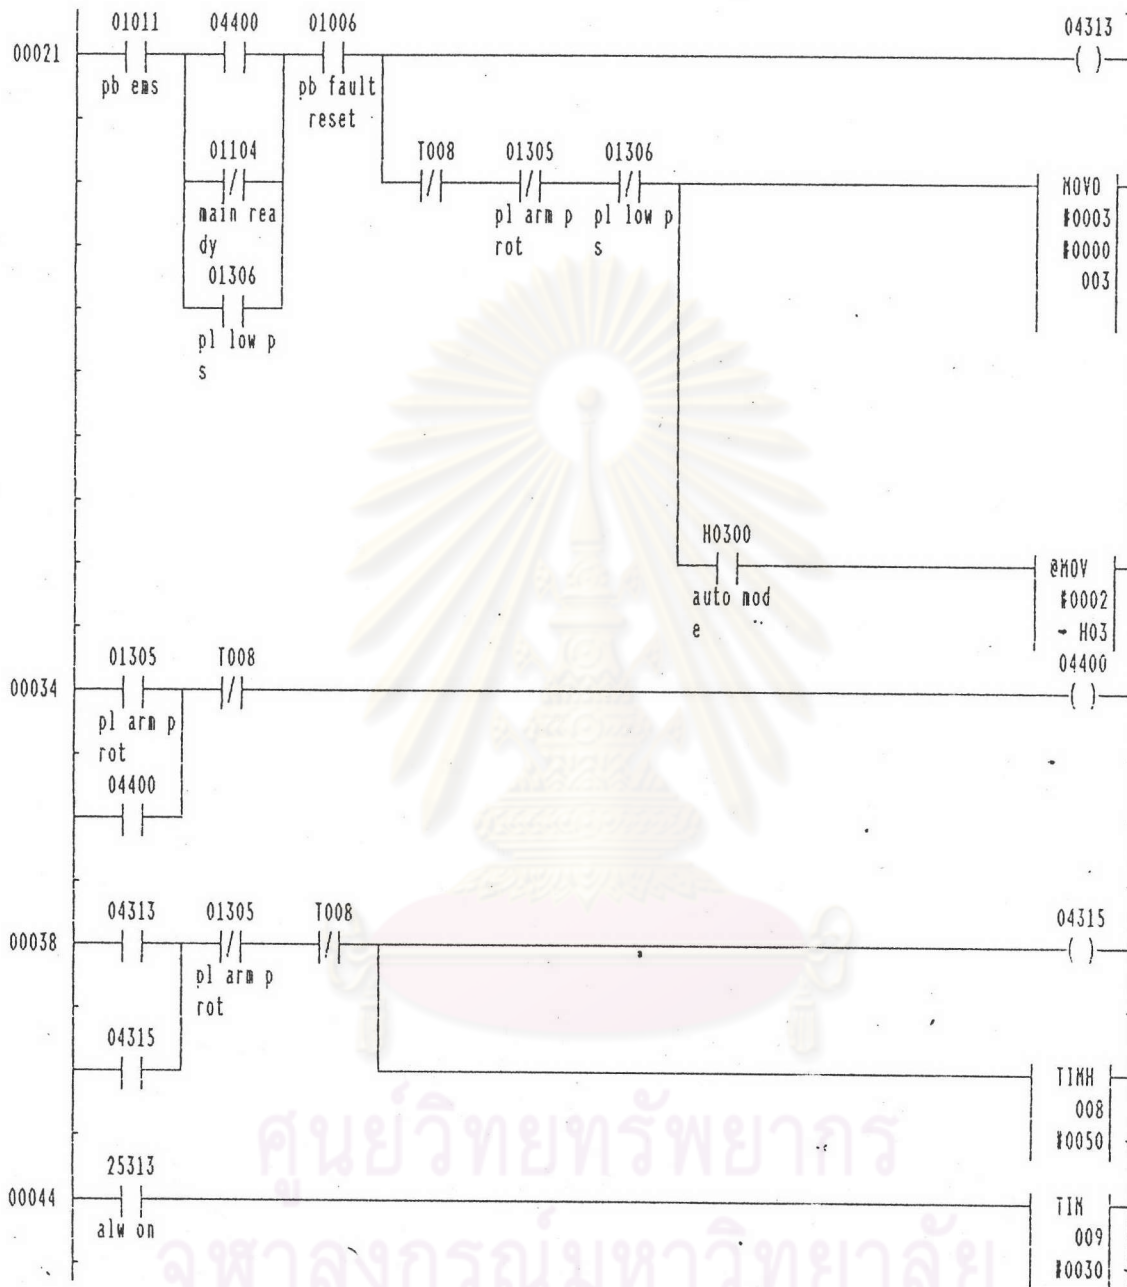 01011 04400 01006 04313
00021
pb ems pb fault
reset
01104 T008 01305 01306
MOVD
main rea pl arm p pl low p #0003
dy rot s #0000
01306 003
pl low p
s
H0300
@MOV
auto mod #0002
e H03
01305 T008 04400
00034
pl arm p
rot
04400
04313 01305 T008 04315
00038
pl arm p
rot
04315
TIMH
008
#0050
25313
00044 TIM
alw on 009
#0030
ศูนย์วิทยทรัพยากร
จุฬาลงกรณ์มหาวิทยาลัย